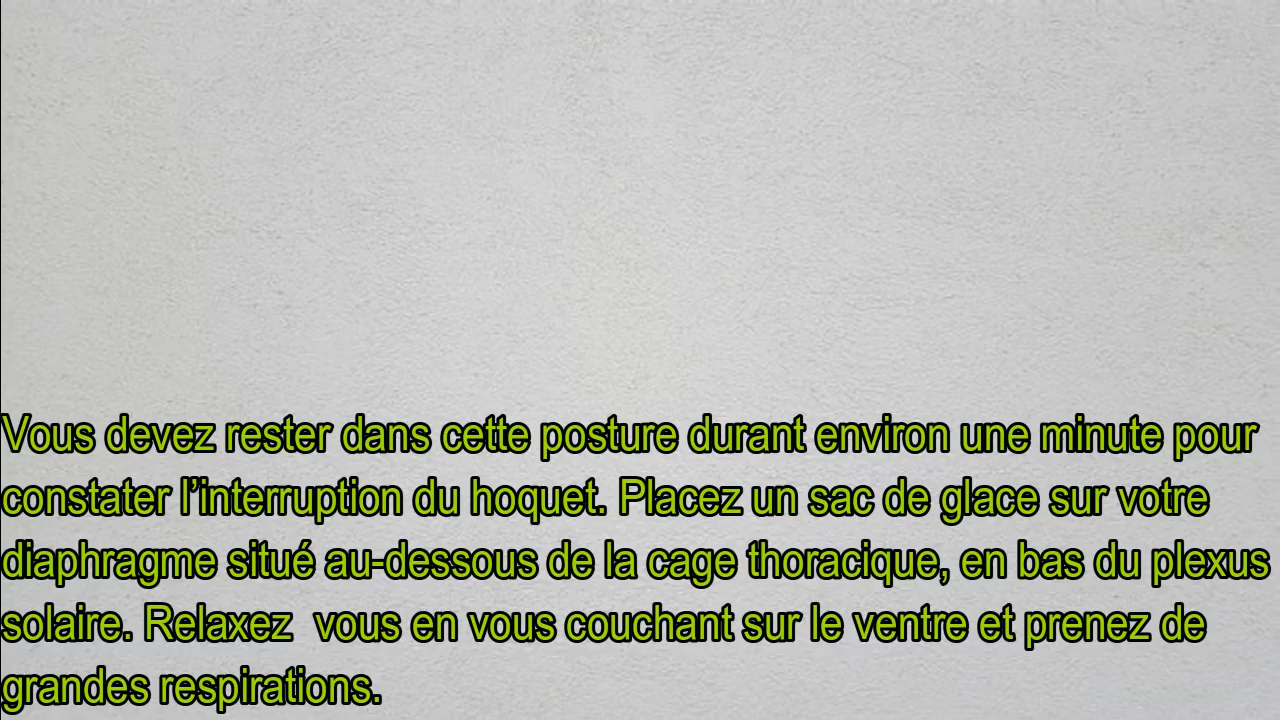 Vous devez rester dans cette posture durant environ une minute pour
constater l’interruption du hoquet. Placez un sac de glace sur votre
diaphragme situé au-dessous de la cage thoracique, en bas du plexus
solaire. Relaxez  vous en vous couchant sur le ventre et prenez de
grandes respirations.